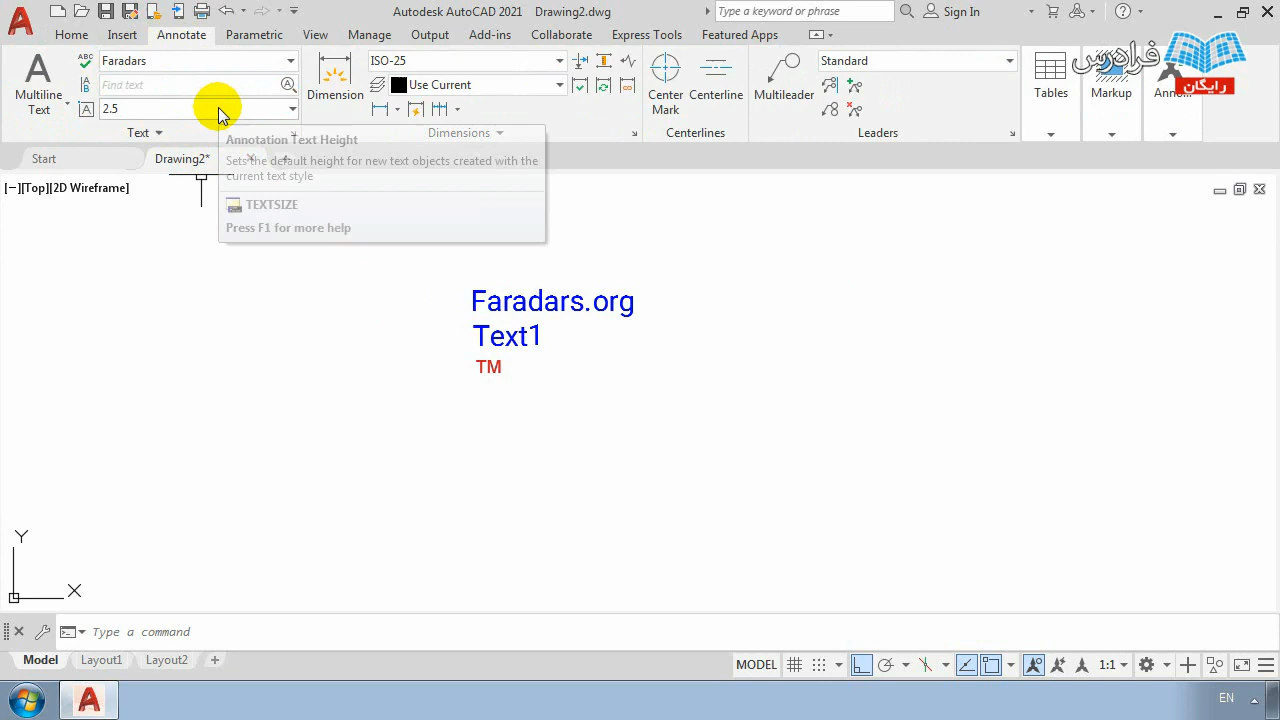 Autodesk AutoCAD 2021 Drawing2.dwg
Type a keyword or phrase
Sign In
Home Insert Annotate Parametric View Manage Output Add-ins Collaborate Express Tools Featured Apps
فرادرس
رایگان
Multiline
Text
Faradars
Find text
2.5
Text
Dimension
ISO-25
Use Current
Dimensions
Center
Mark
Centerline
Centerlines
Multileader
Standard
Leaders
Tables
Markup
Start
Drawing2*
Annotation Text Height
Sets the default height for new text objects created with the
current text style
TEXTSIZE
Press F1 for more help
[−][Top][2D Wireframe]
Faradars.org
Text1
TM
Y
X
Type a command
Model Layout1 Layout2
MODEL
1:1
EN